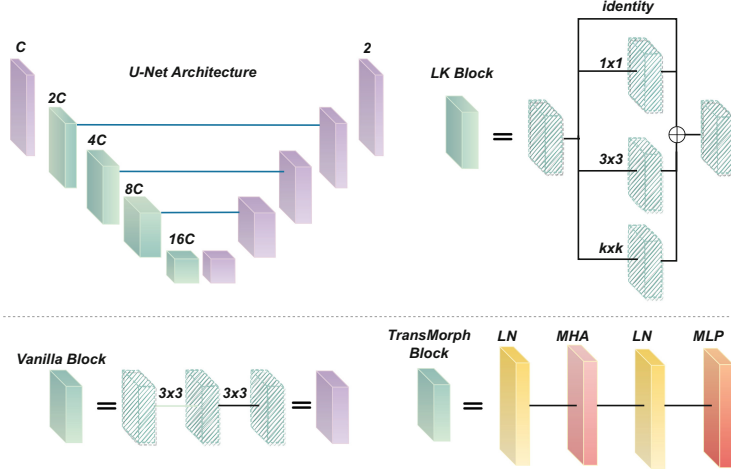 C
U-Net Architecture
2
2C
4C
8C
16C
LK Block
=
identity
1x1
3x3
kxk
Vanilla Block
=
3x3
3x3
=
TransMorph
Block
=
LN
MHA
LN
MLP